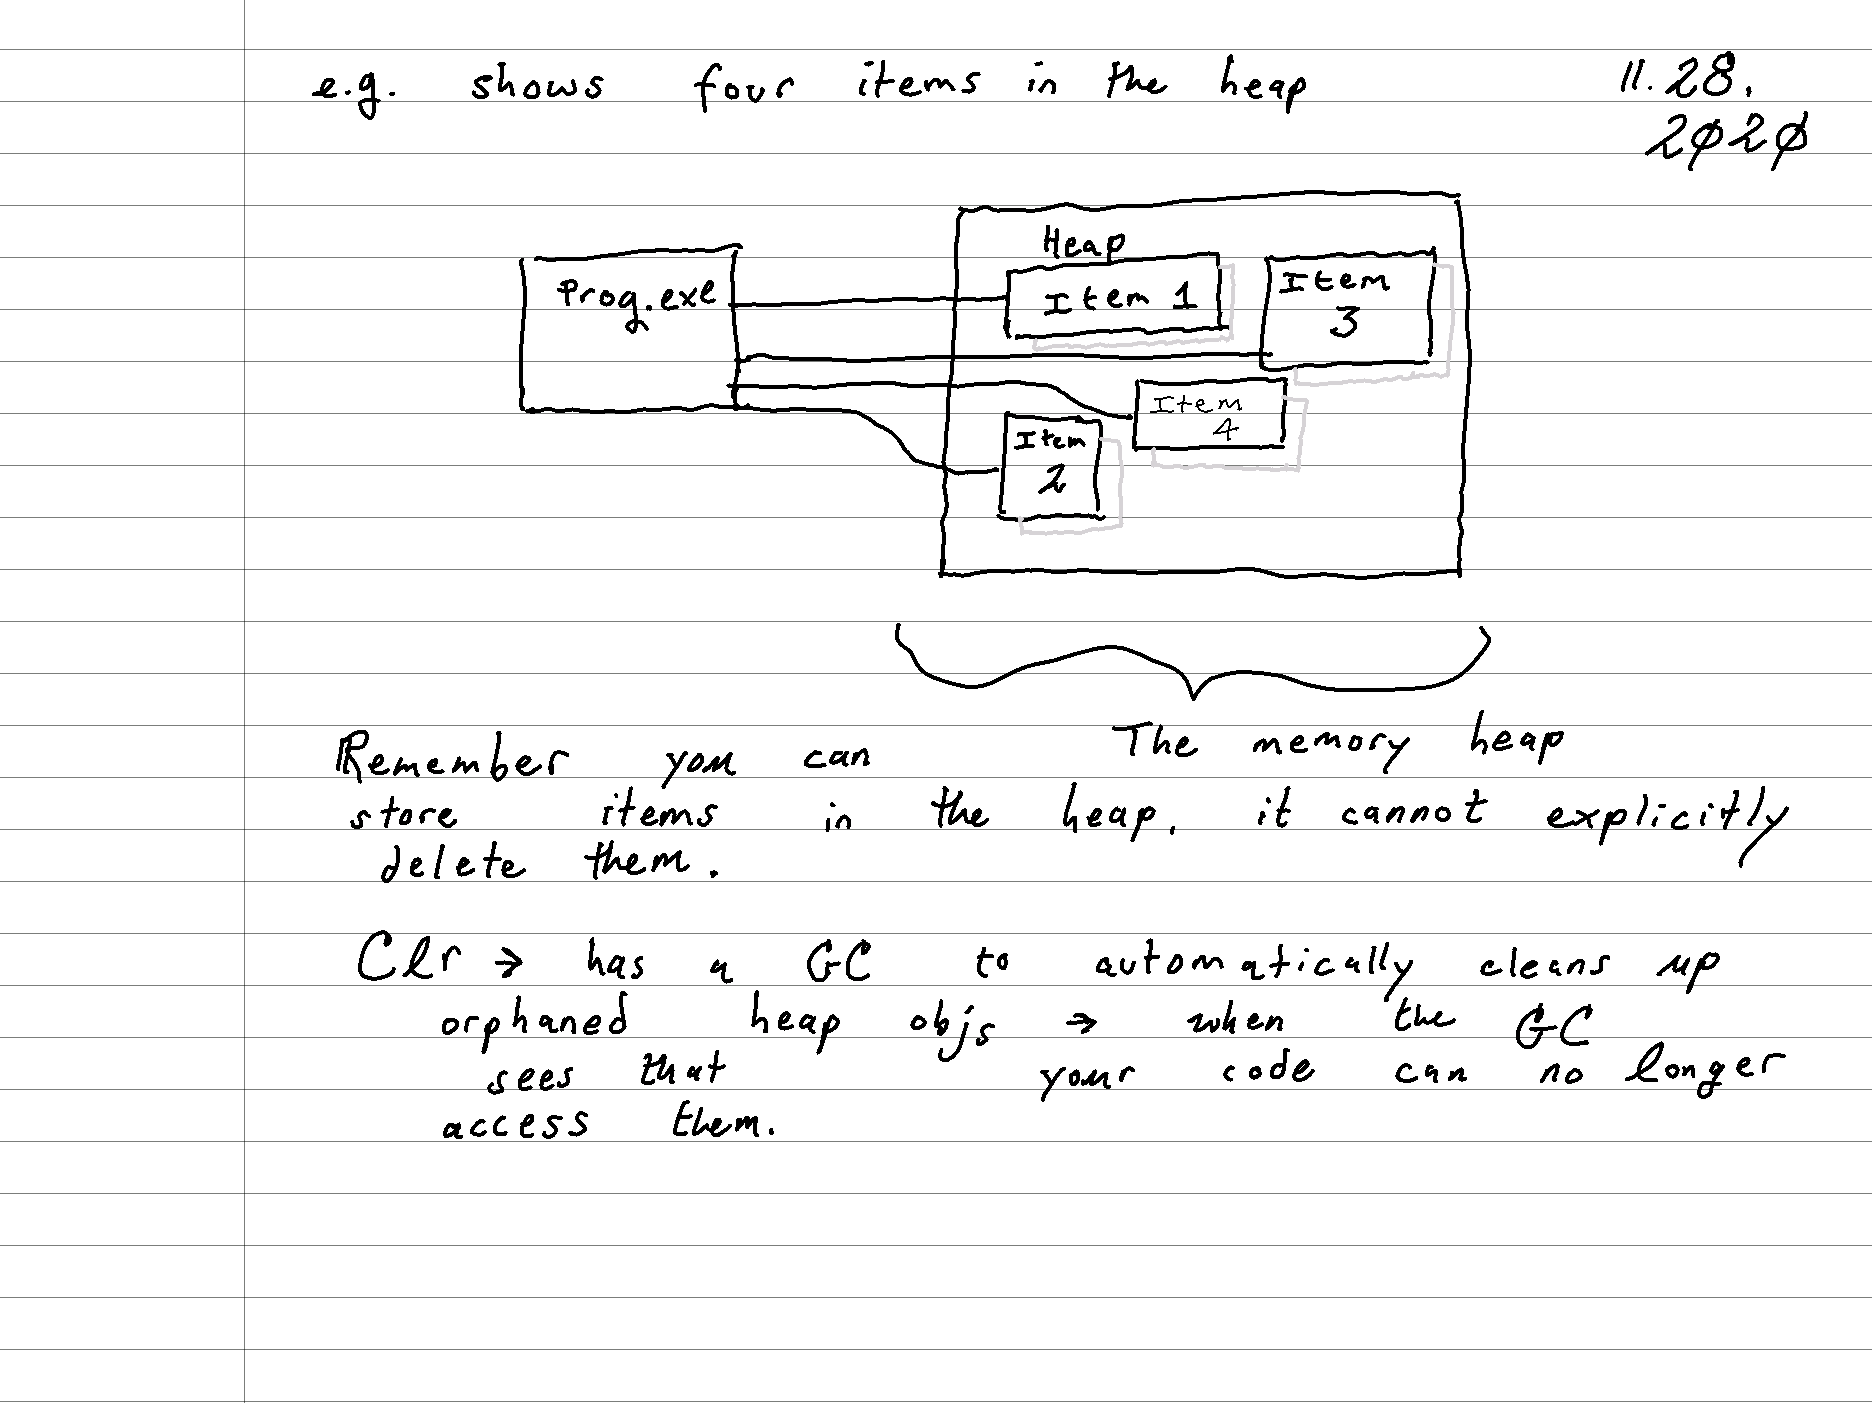 e.g. shows four items in the heap
11.28.
2020
Heap
Prog.exe
Item 1
Item
3
Item
4
Item
2
The memory heap
Remember you can
store items in the heap, it cannot explicitly
delete them.
Clr → has a GC to automatically cleans up
orphaned heap objs → when the GC
sees that your code can no longer
access them.